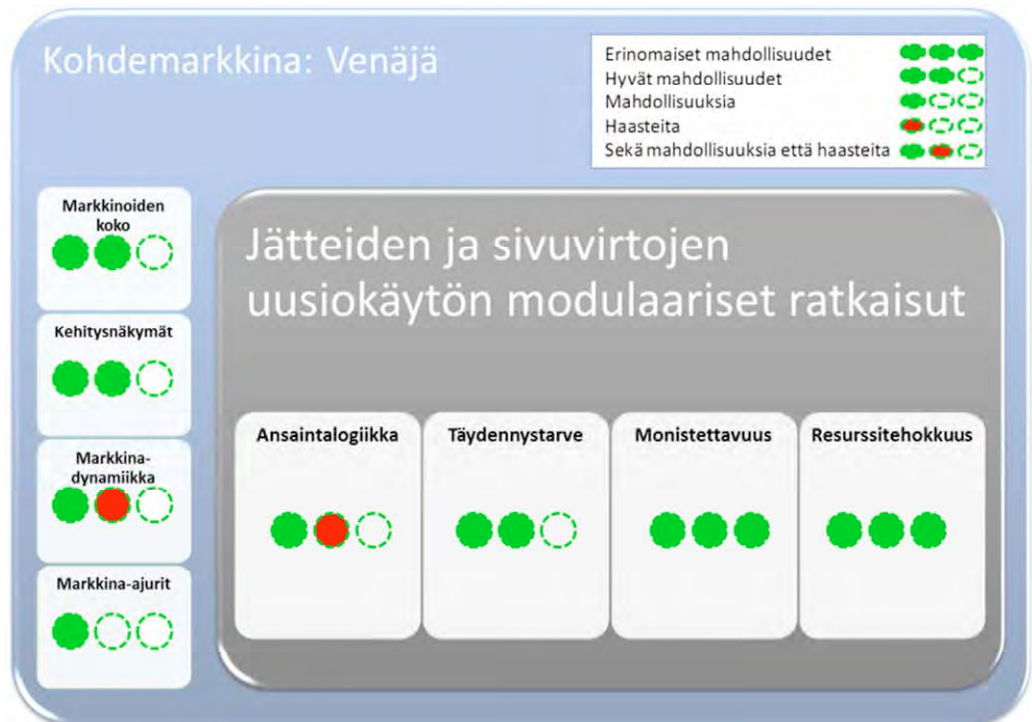 Kohdemarkkina: Venäjä
Erinomaiset mahdollisuudet
Hyvät mahdollisuudet
Mahdollisuuksia
Haasteita
Sekä mahdollisuuksia että haasteita
Markkinoiden
koko
Kehitysnäkymät
Markkina-
dynamiikka
Markkina-ajurit
Jätteiden ja sivuvirtojen
uusiokäytön modulaariset ratkaisut
Ansaintalogiikka
Täydennystarve
Monistettavuus
Resurssitehokkuus